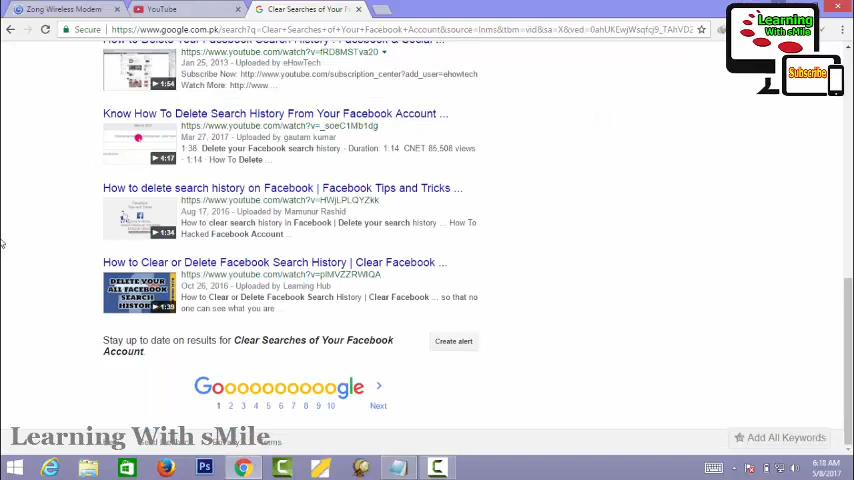 Zong Wireless Modem
YouTube
Clear Searches of Your F
Learning
With sMile
Secure
https://www.google.com.pk/search?q=Clear+Searches+of+Your+Facebook+Account&source=lnms&tbm=vid&sa=X&ved=0ahUKEwjWsqfcj9_TAhVD2
Subscribe
https://www.youtube.com/watch?v=fRD8MSTva20
1:54
Jan 25, 2013 - Uploaded by eHowTech
Subscribe Now: http://www.youtube.com/subscription_center?add_user=ehowtech
Watch More: http://www....
Know How To Delete Search History From Your Facebook Account ...
https://www.youtube.com/watch?v=_soeC1Mb1dg
4:17
Mar 27, 2017 - Uploaded by gautam kumar
1:38. Delete your Facebook search history - Duration: 1:14. CNET 85,508 views
· 1:14 · How To Delete ...
How to delete search history on Facebook | Facebook Tips and Tricks ...
https://www.youtube.com/watch?v=HWjLPLQYZkk
1:34
Aug 17, 2016 - Uploaded by Mamunur Rashid
How to clear search history in Facebook | Delete your search history ... How To
Hacked Facebook Account ...
How to Clear or Delete Facebook Search History | Clear Facebook ...
https://www.youtube.com/watch?v=pIMVZZRWIQA
DELETE YOUR
ALL FACEBOOK
SEARCH
HISTOR
1:39
Oct 26, 2016 - Uploaded by Learning Hub
How to Clear or Delete Facebook Search History | Clear Facebook ... so that no
one can see what you are ...
Stay up to date on results for Clear Searches of Your Facebook
Account.
Create alert
Goooooooooogle
1 2 3 4 5 6 7 8 9 10 Next
Learning With sMile
Add All Keywords
6:18 AM
5/8/2017